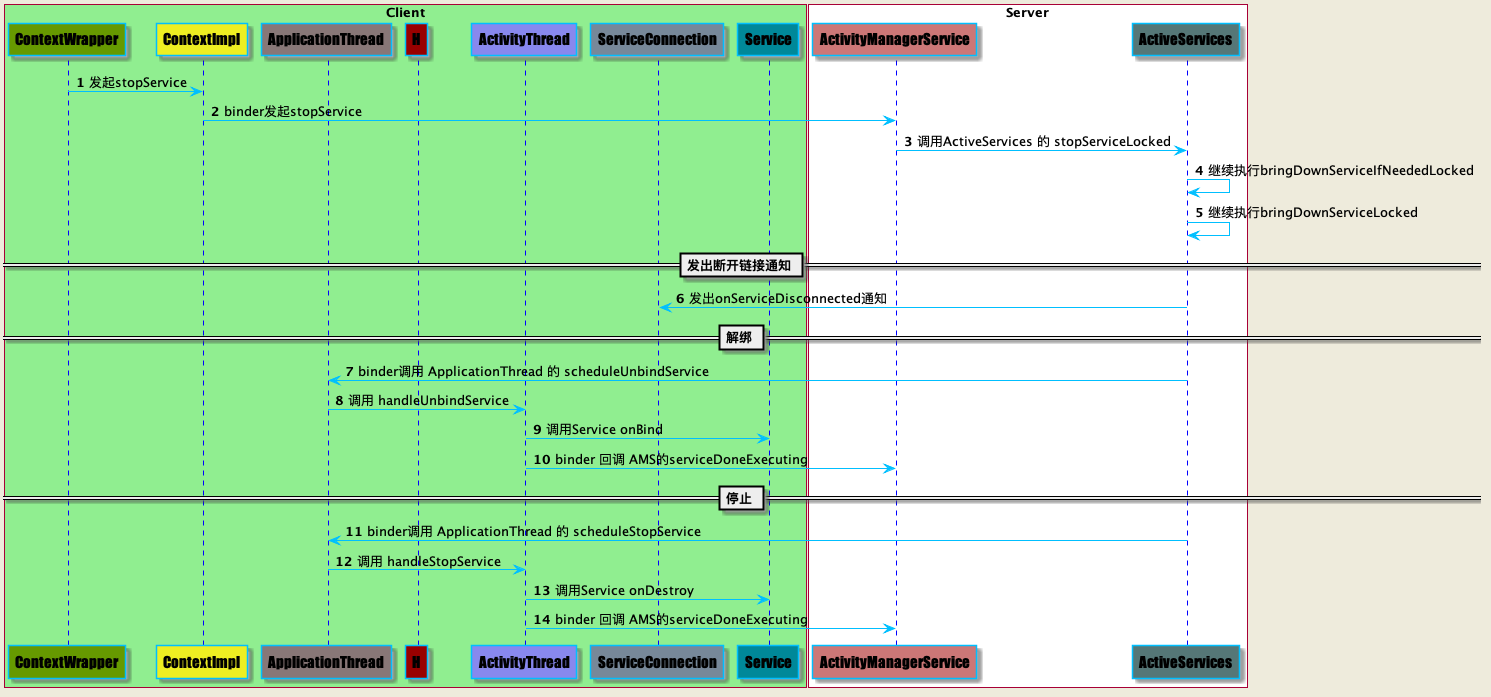 Client
Server
ContextWrapper
ContextImpl
ApplicationThread
H
ActivityThread
ServiceConnection
Service
ActivityManagerService
ActiveServices
1 发起stopService
2 binder发起stopService
3 调用ActiveServices 的 stopServiceLocked
4 继续执行bringDownServiceIfNeededLocked
5 继续执行bringDownServiceLocked
发出断开链接通知
6 发出onServiceDisconnected通知
解绑
7 binder调用 ApplicationThread 的 scheduleUnbindService
8 调用 handleUnbindService
9 调用Service onBind
10 binder 回调 AMS的serviceDoneExecuting
停止
11 binder调用 ApplicationThread 的 scheduleStopService
12 调用 handleStopService
13 调用Service onDestroy
14 binder 回调 AMS的serviceDoneExecuting
ContextWrapper
ContextImpl
ApplicationThread
H
ActivityThread
ServiceConnection
Service
ActivityManagerService
ActiveServices